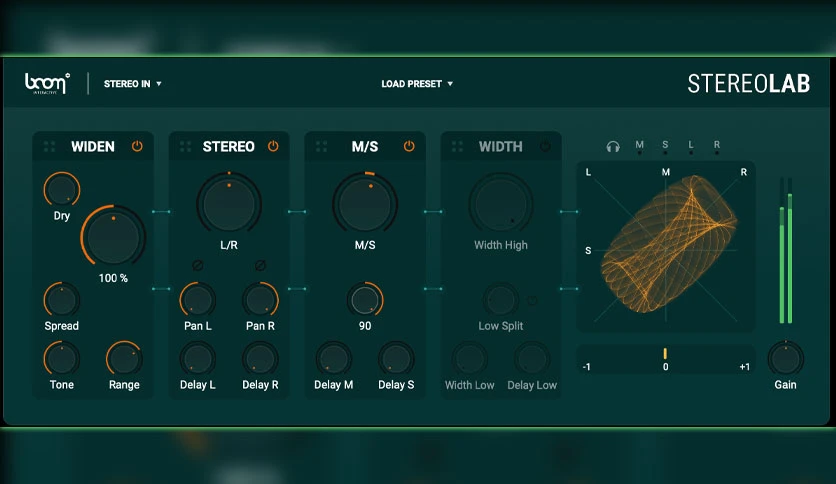 boom
INTERACTIVE
STEREO IN
LOAD PRESET
STEREOLAB
WIDEN
STEREO
M/S
WIDTH
M S L R
L M R
S
Dry
100 %
L/R
M/S
Width High
Spread
Pan L
Pan R
90
Low Split
Tone
Range
Delay L
Delay R
Delay M
Delay S
Width Low
Delay Low
-1 0 +1
Gain